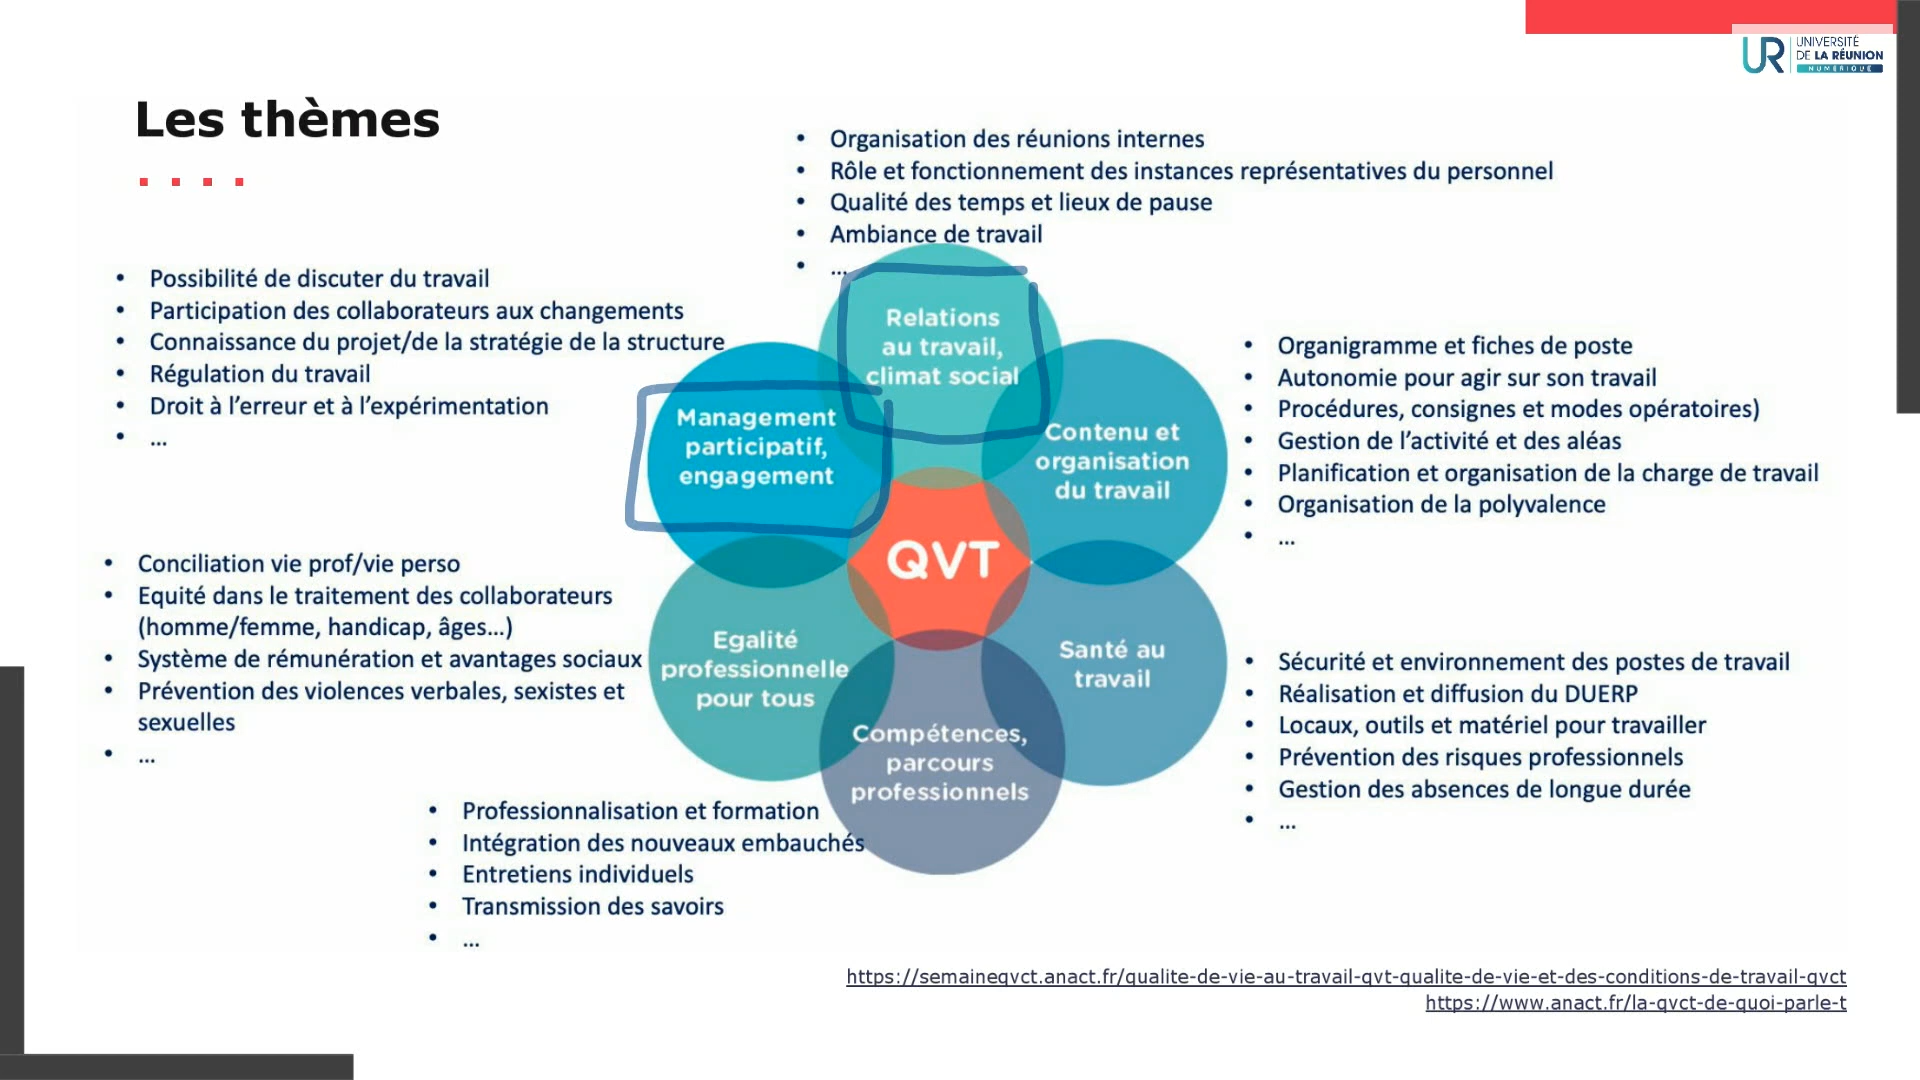 UR UNIVERSITÉ
DE LA RÉUNION
NUMÉRIQUE
Les thèmes
• Organisation des réunions internes
• Rôle et fonctionnement des instances représentatives du personnel
• Qualité des temps et lieux de pause
• Ambiance de travail
• ...
• Possibilité de discuter du travail
• Participation des collaborateurs aux changements
• Connaissance du projet/de la stratégie de la structure
• Régulation du travail
• Droit à l’erreur et à l’expérimentation
• ...
Relations
au travail,
climat social
Management
participatif,
engagement
Contenu et
organisation
du travail
• Organigramme et fiches de poste
• Autonomie pour agir sur son travail
• Procédures, consignes et modes opératoires)
• Gestion de l’activité et des aléas
• Planification et organisation de la charge de travail
• Organisation de la polyvalence
• ...
QVT
• Conciliation vie prof/vie perso
• Equité dans le traitement des collaborateurs
(homme/femme, handicap, âges...)
• Système de rémunération et avantages sociaux
• Prévention des violences verbales, sexistes et
sexuelles
• ...
Egalité
professionnelle
pour tous
Santé au
travail
• Sécurité et environnement des postes de travail
• Réalisation et diffusion du DUERP
• Locaux, outils et matériel pour travailler
• Prévention des risques professionnels
• Gestion des absences de longue durée
• ...
Compétences,
parcours
professionnels
• Professionnalisation et formation
• Intégration des nouveaux embauchés
• Entretiens individuels
• Transmission des savoirs
• ...
https://semaineqvct.anact.fr/qualite-de-vie-au-travail-qvt-qualite-de-vie-et-des-conditions-de-travail-qvct
https://www.anact.fr/la-qvct-de-quoi-parle-t